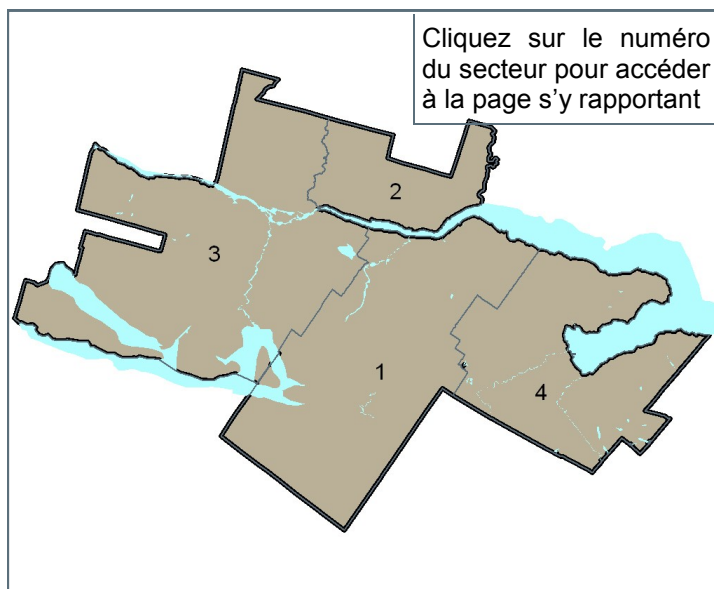 Cliquez sur le numéro
du secteur pour accéder
à la page s’y rapportant
2
3
1
4